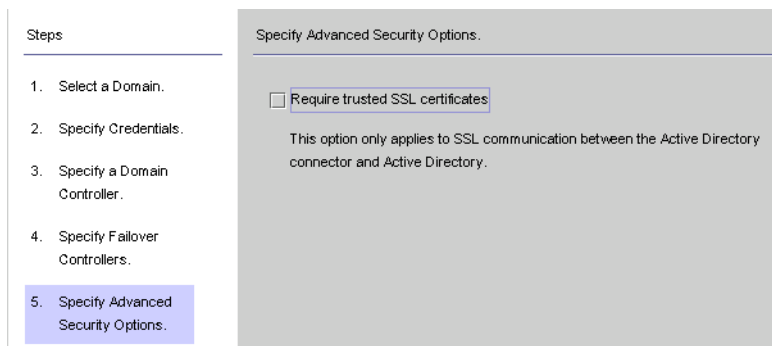 Steps
1. Select a Domain.
2. Specify Credentials.
3. Specify a Domain
Controller.
4. Specify Failover
Controllers.
5. Specify Advanced
Security Options.
Specify Advanced Security Options.
Require trusted SSL certificates
This option only applies to SSL communication between the Active Directory
connector and Active Directory.